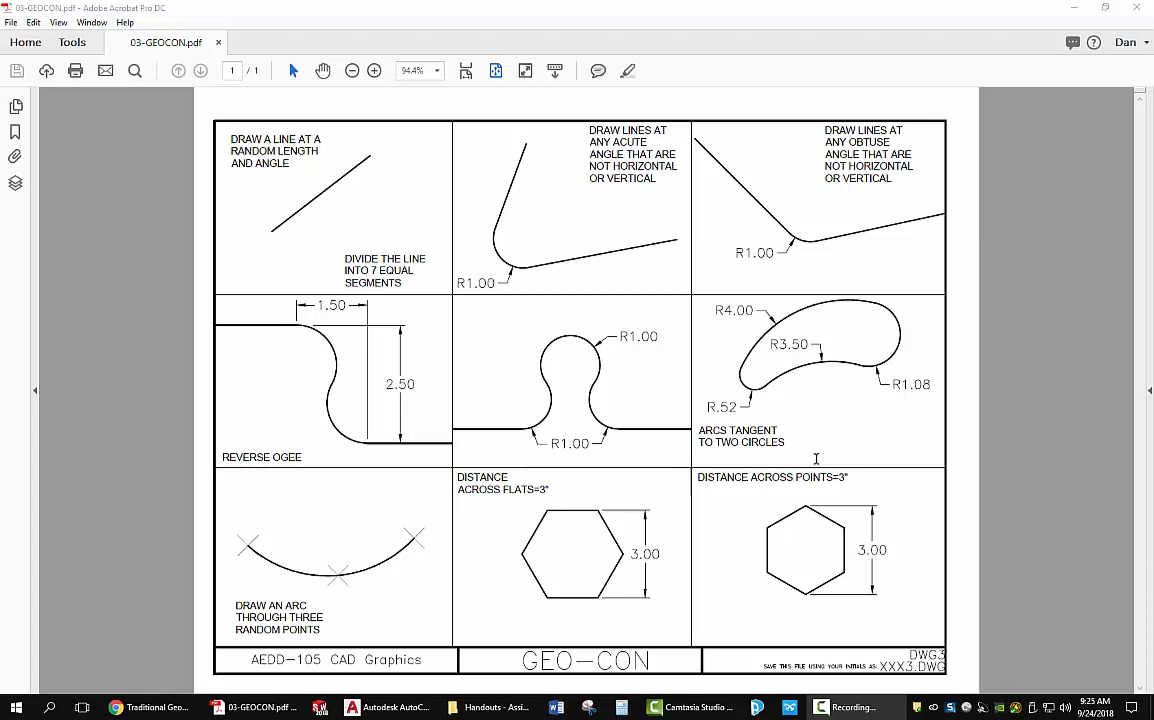 03-GEOCON.pdf - Adobe Acrobat Pro DC
File Edit View Window Help
Home Tools 03-GEOCON.pdf × Dan
1 / 1 94.4%
DRAW A LINE AT A
RANDOM LENGTH
AND ANGLE
DIVIDE THE LINE
INTO 7 EQUAL
SEGMENTS
DRAW LINES AT
ANY ACUTE
ANGLE THAT ARE
NOT HORIZONTAL
OR VERTICAL
R1.00
DRAW LINES AT
ANY OBTUSE
ANGLE THAT ARE
NOT HORIZONTAL
OR VERTICAL
R1.00
1.50
2.50
REVERSE OGEE
R1.00
R1.00
R4.00
R3.50
R1.08
R.52
ARCS TANGENT
TO TWO CIRCLES
DRAW AN ARC
THROUGH THREE
RANDOM POINTS
DISTANCE
ACROSS FLATS=3"
3.00
DISTANCE ACROSS POINTS=3"
3.00
AEDD-105 CAD Graphics
GEO-CON
DWG3
SAVE THIS FILE USING YOUR INITIALS AS: XXX3.DWG
Traditional Geo... 03-GEOCON.pdf ... SW 2018 Autodesk AutoC... Handouts - Assi... Camtasia Studio ... Recording...
9:25 AM
9/24/2018